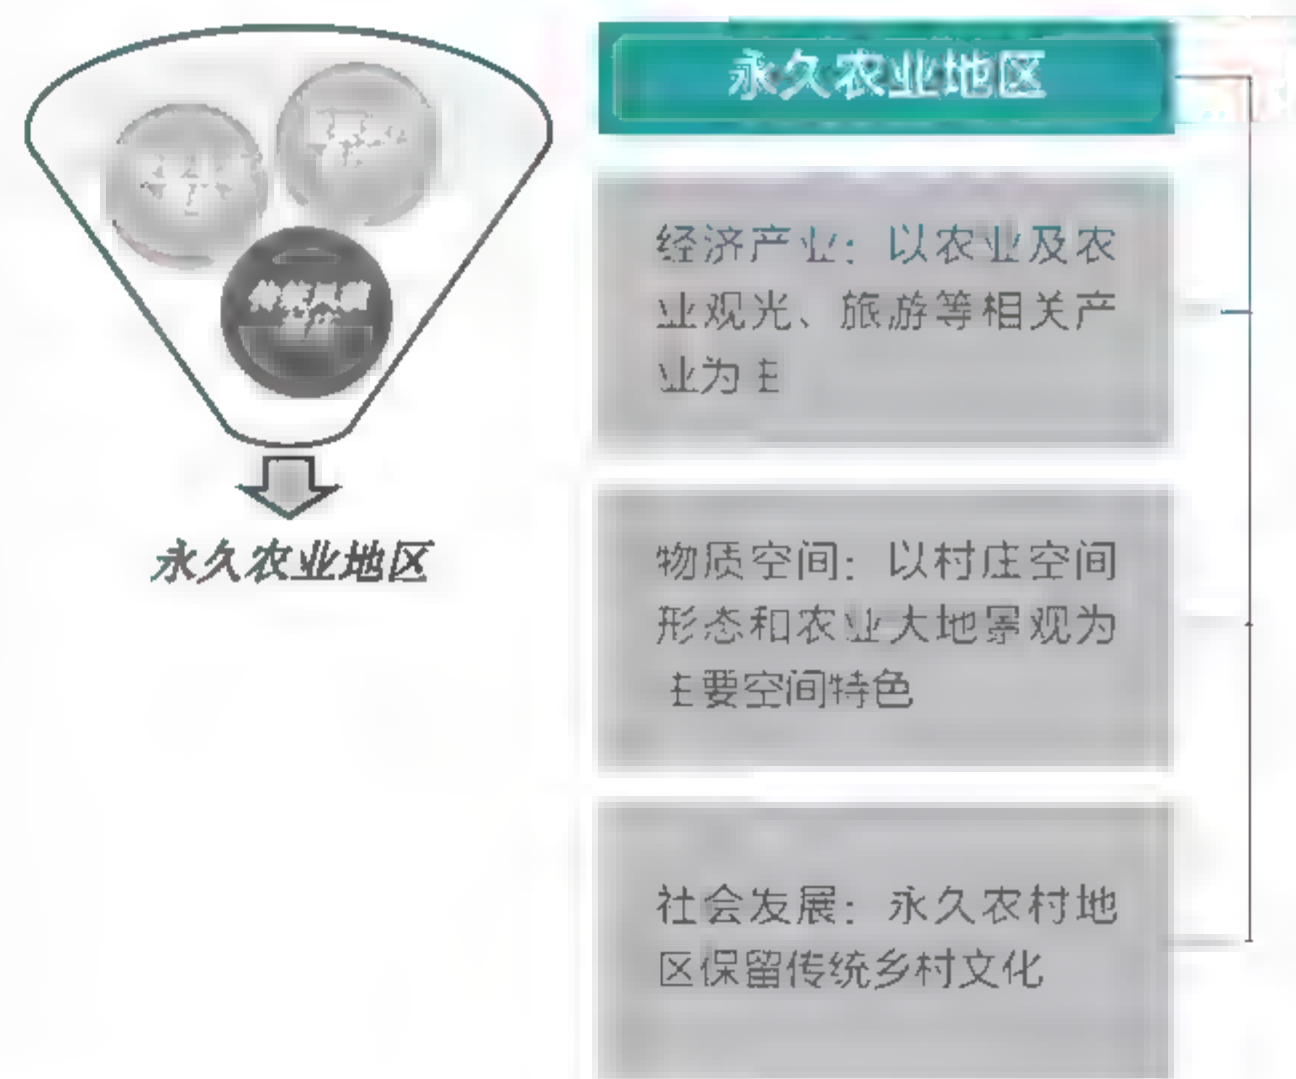 永久农业地区
经济产业：以农业及农
业观光、旅游等相关产
业为主
物质空间：以村庄空间
形态和农业大地景观为
主要空间特色
社会发展：永久农村地
区保留传统乡村文化
永久农业地区